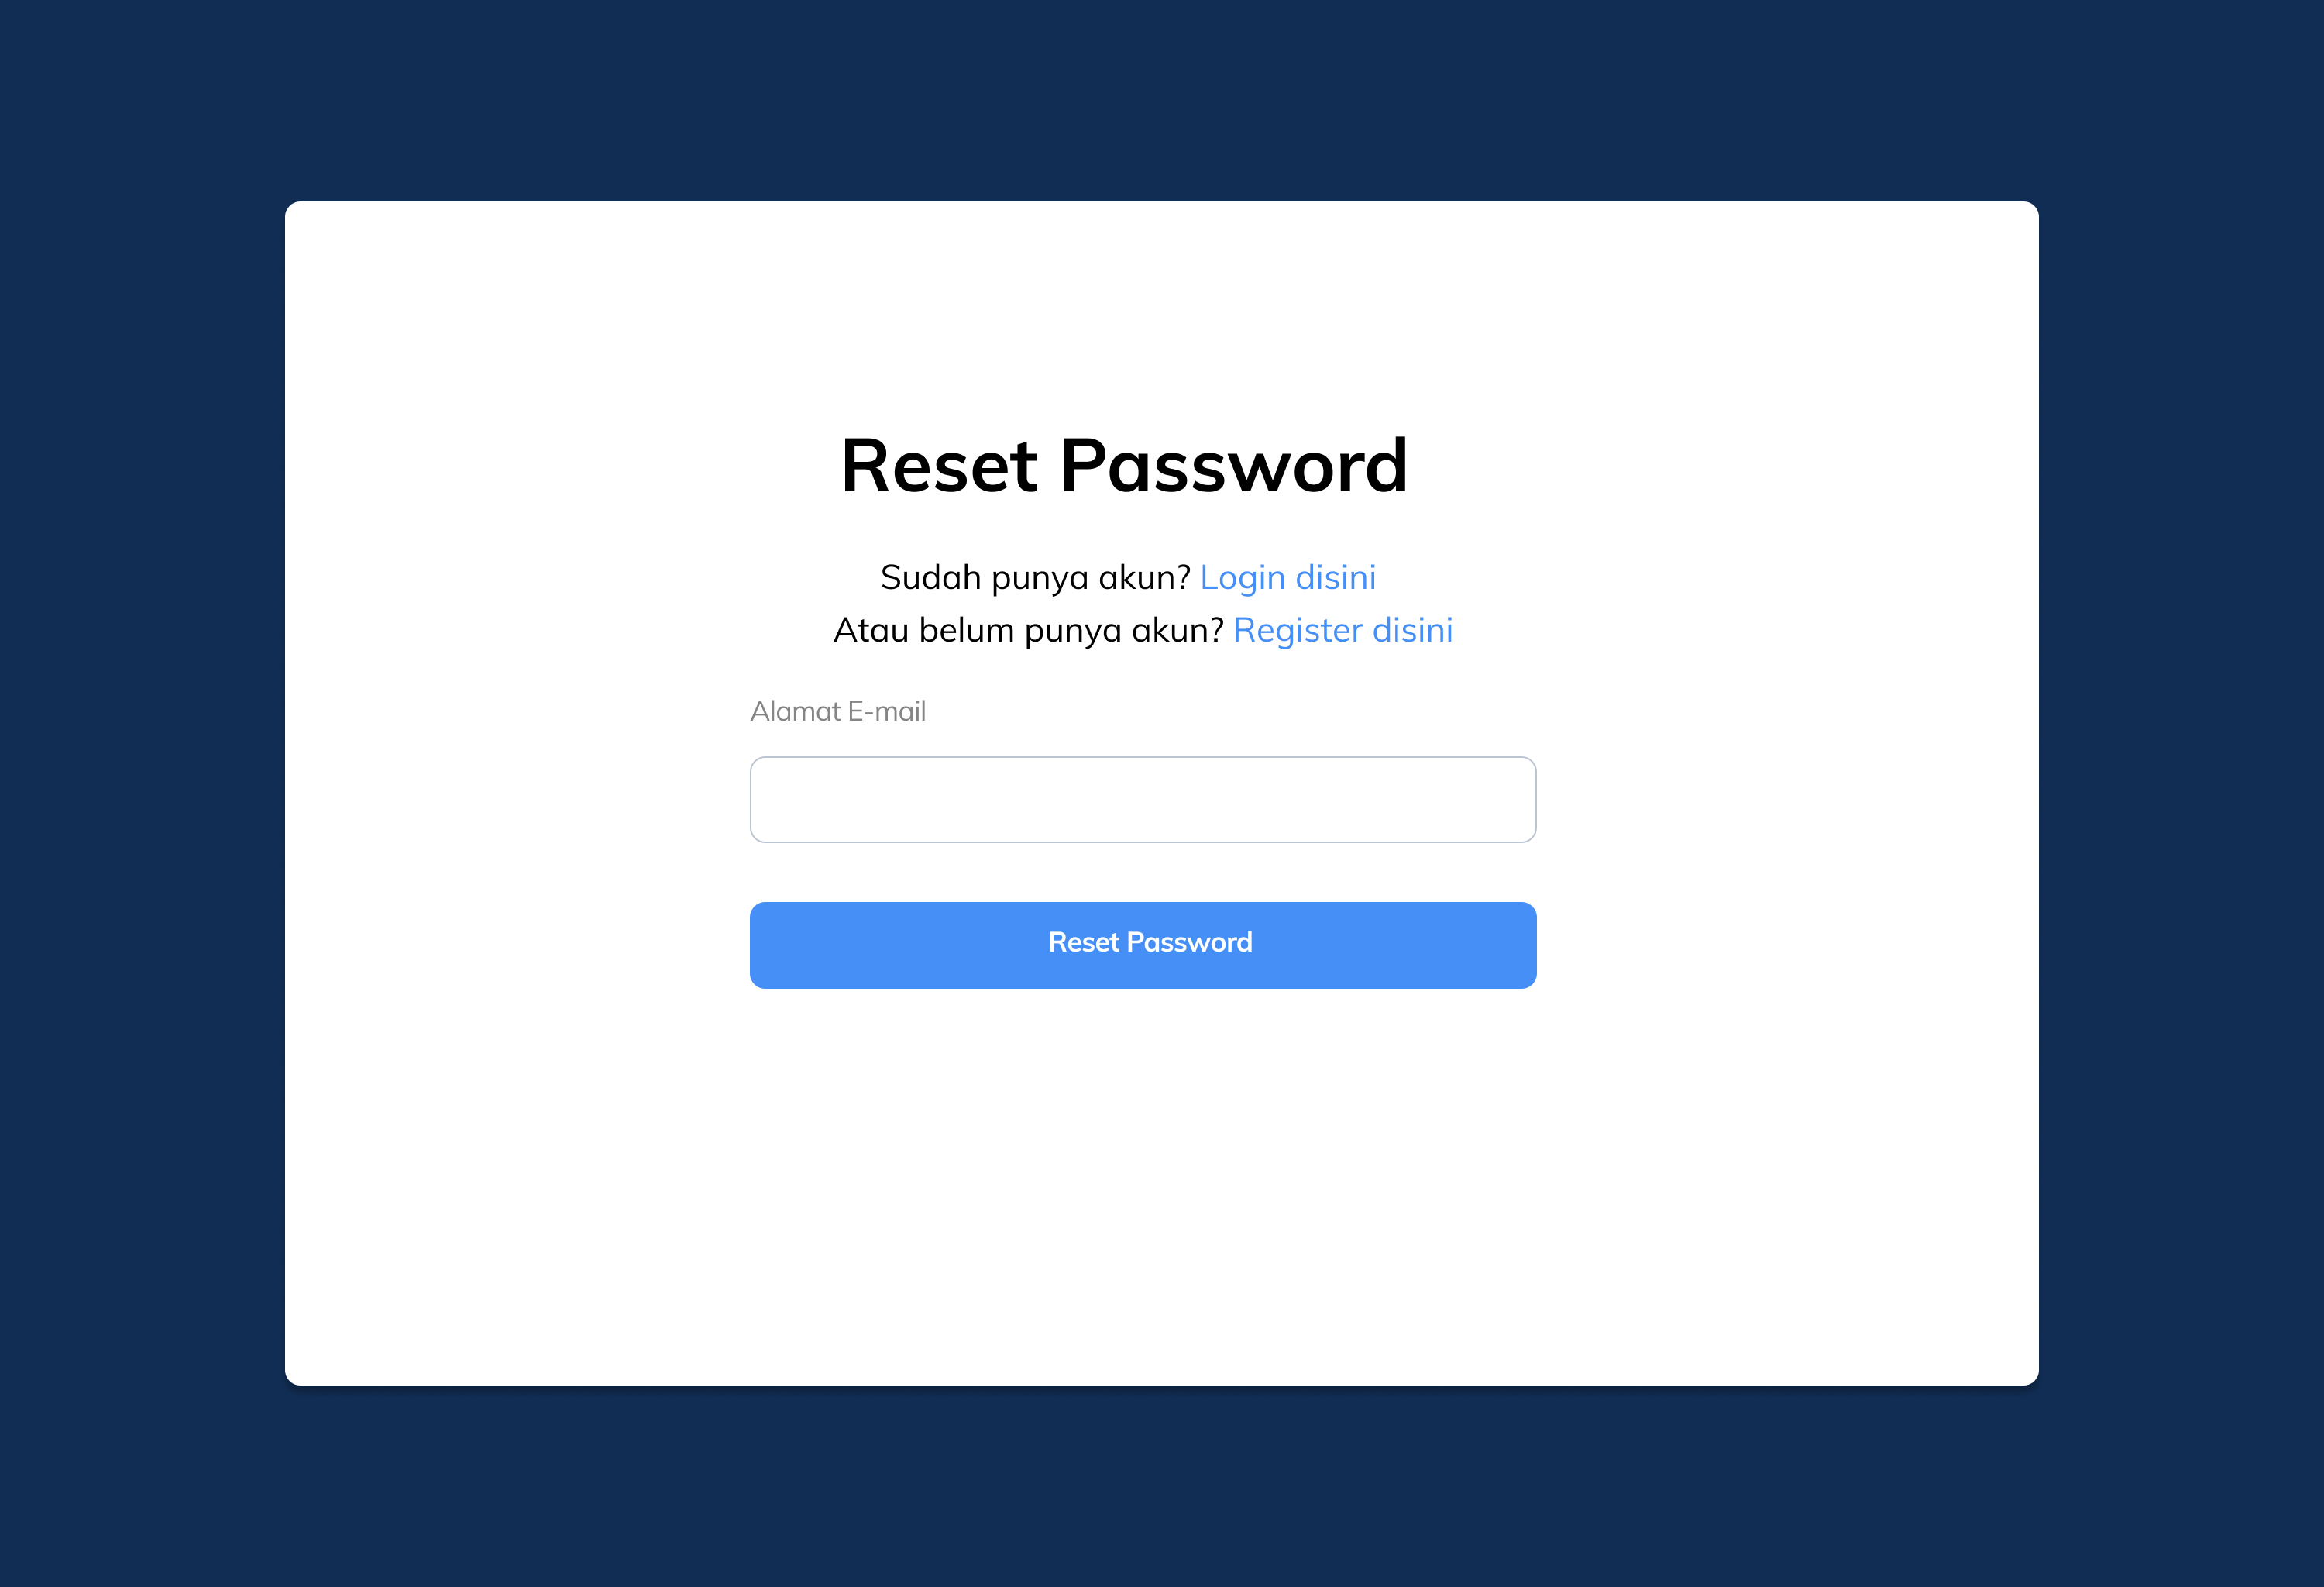 Reset Password
Sudah punya akun? Login disini
Atau belum punya akun? Register disini
Alamat E-mail
Reset Password